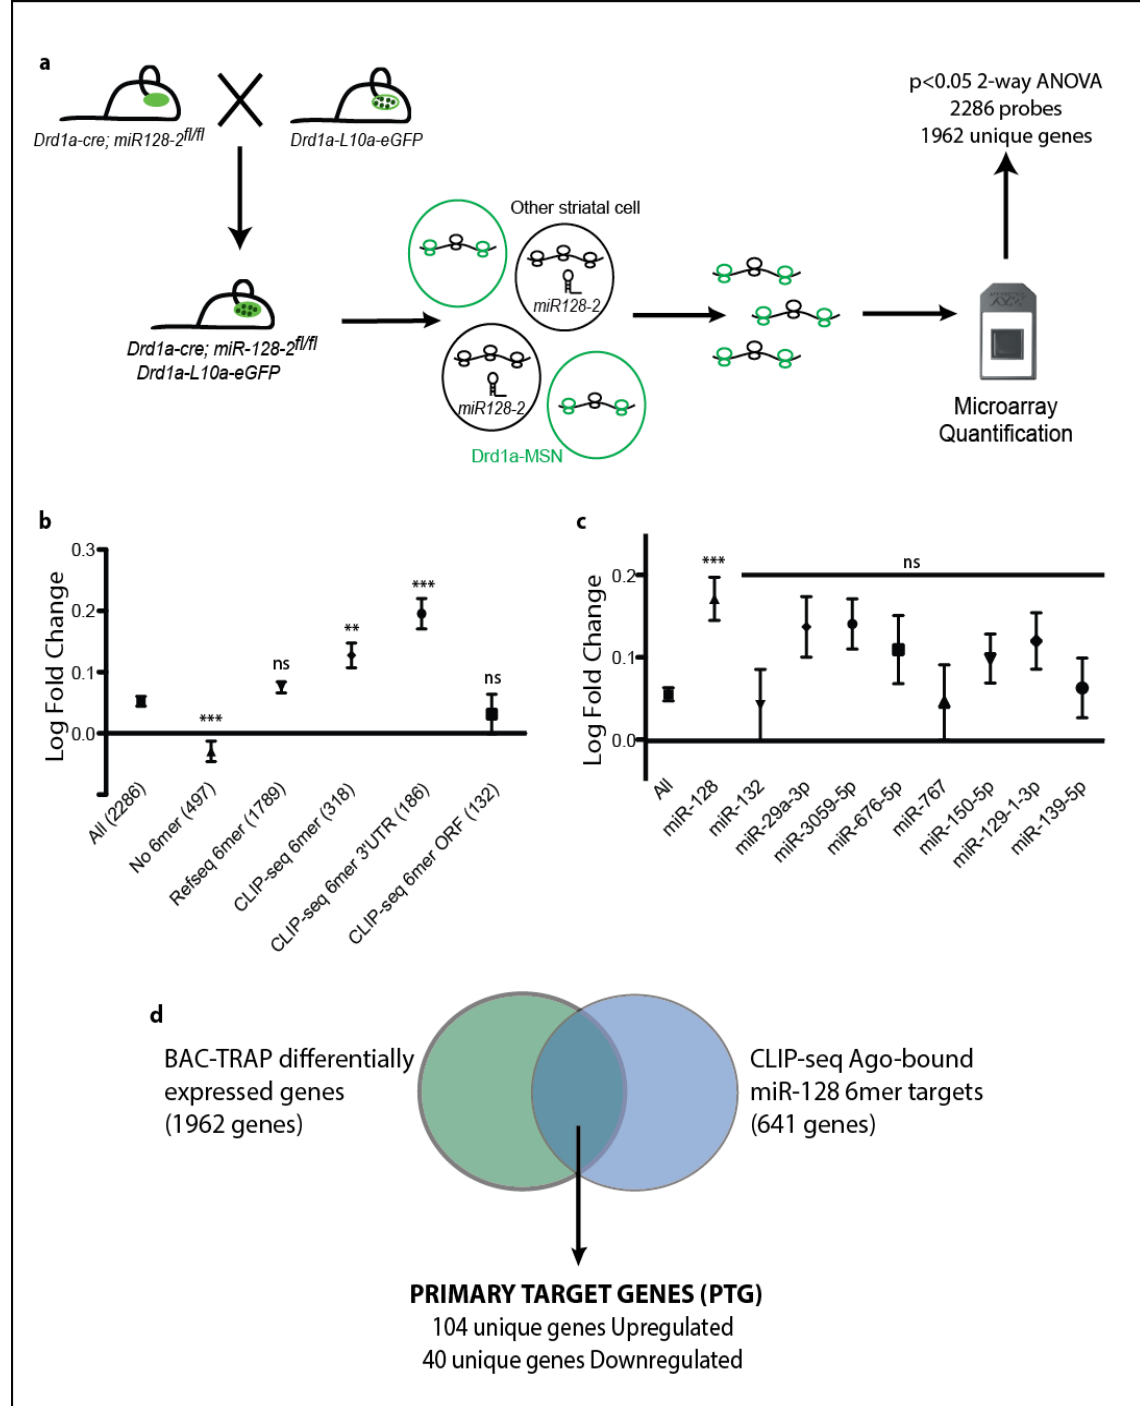 a
Drd1a-cre; miR128-2fl/fl
Drd1a-L10a-eGFP
p<0.05 2-way ANOVA
2286 probes
1962 unique genes
Other striatal cell
miR128-2
Drd1a-cre; miR-128-2fl/fl
Drd1a-L10a-eGFP
miR128-2
Drd1a-MSN
Microarray
Quantification
b
Log Fold Change
0.3
0.2
0.1
0.0
***
ns
**
***
ns
All (2286)
No 6mer (497)
Refseq 6mer (1789)
CLIP-seq 6mer (318)
CLIP-seq 6mer 3'UTR (186)
CLIP-seq 6mer ORF (132)
c
Log Fold Change
0.2
0.1
0.0
***
ns
All
miR-128
miR-132
miR-29a-3p
miR-3059-5p
miR-676-5p
miR-767
miR-150-5p
miR-129-1-3p
miR-139-5p
d
BAC-TRAP differentially
expressed genes
(1962 genes)
CLIP-seq Ago-bound
miR-128 6mer targets
(641 genes)
PRIMARY TARGET GENES (PTG)
104 unique genes Upregulated
40 unique genes Downregulated